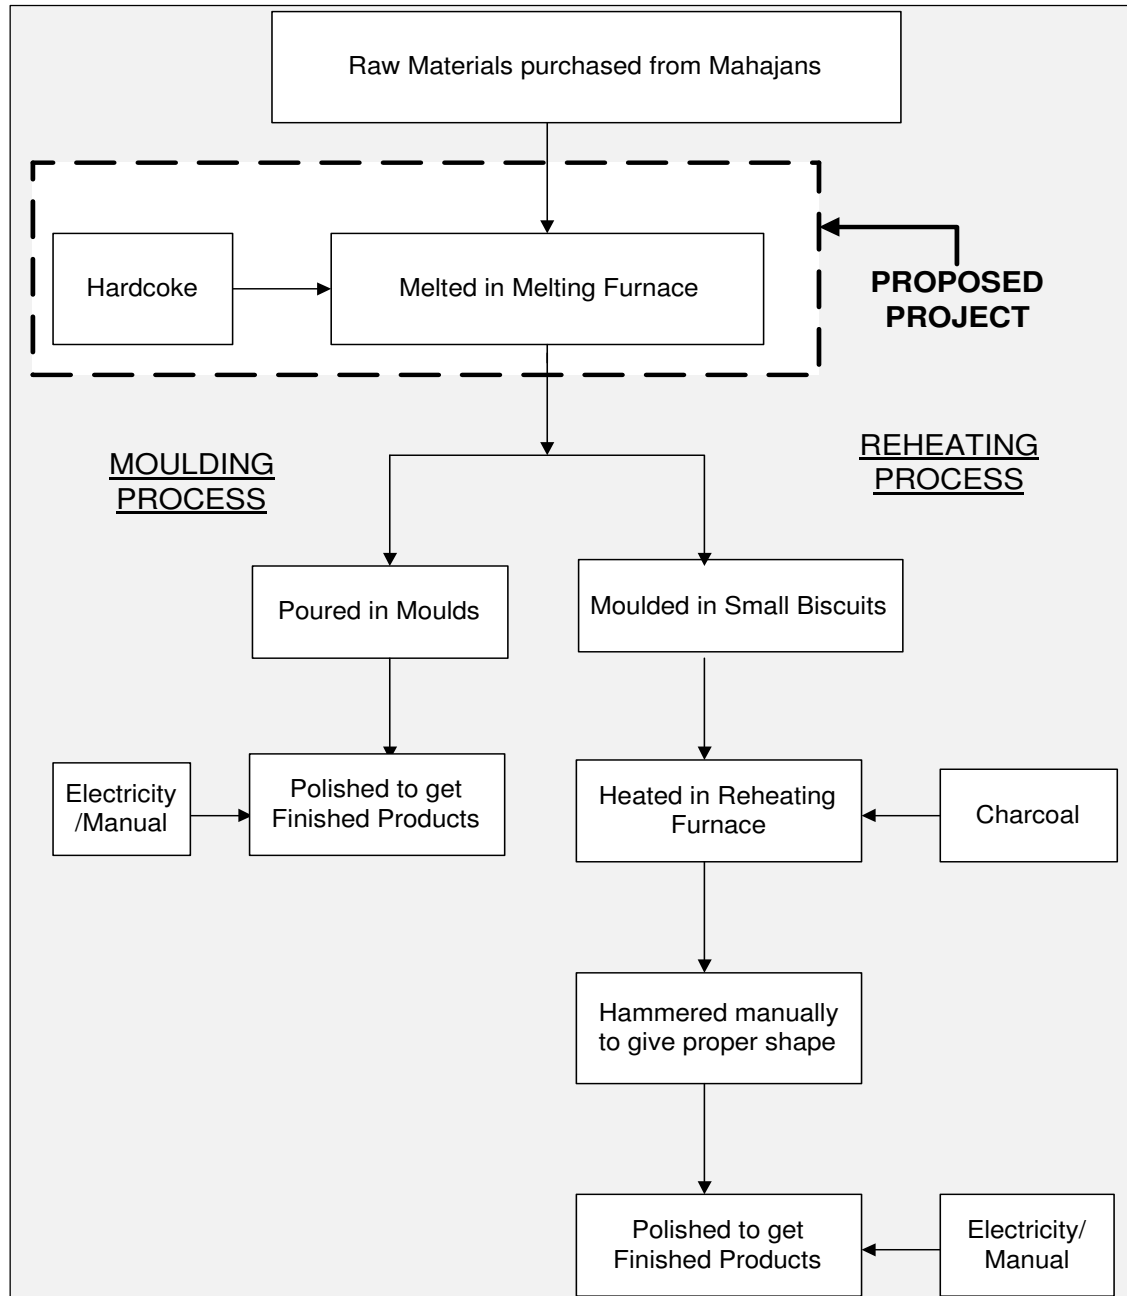 Raw Materials purchased from Mahajans
Hardcoke
Melted in Melting Furnace
PROPOSED
PROJECT
MOULDING
PROCESS
REHEATING
PROCESS
Poured in Moulds
Moulded in Small Biscuits
Electricity
/Manual
Polished to get
Finished Products
Heated in Reheating
Furnace
Charcoal
Hammered manually
to give proper shape
Polished to get
Finished Products
Electricity/
Manual